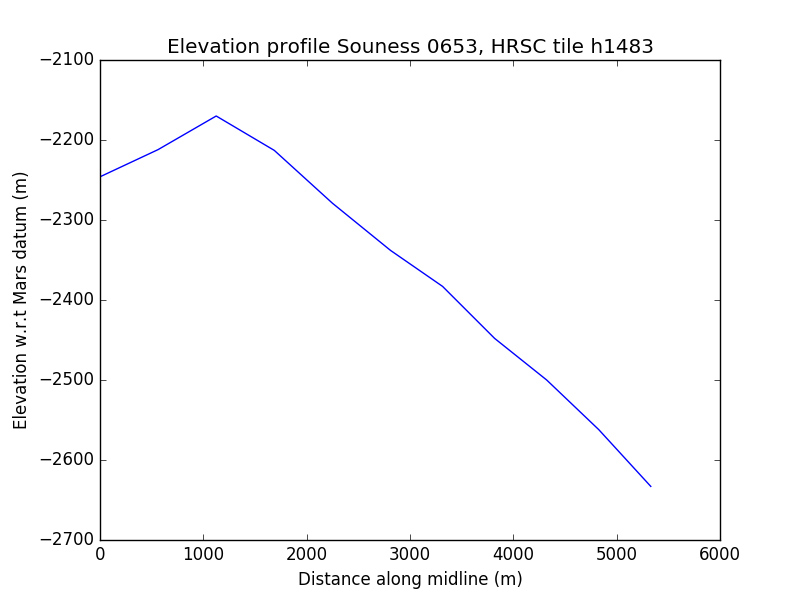 Elevation profile Souness 0653, HRSC tile h1483
−2100
−2200
−2300
−2400
−2500
−2600
−2700
Elevation w.r.t Mars datum (m)
0 1000 2000 3000 4000 5000 6000
Distance along midline (m)